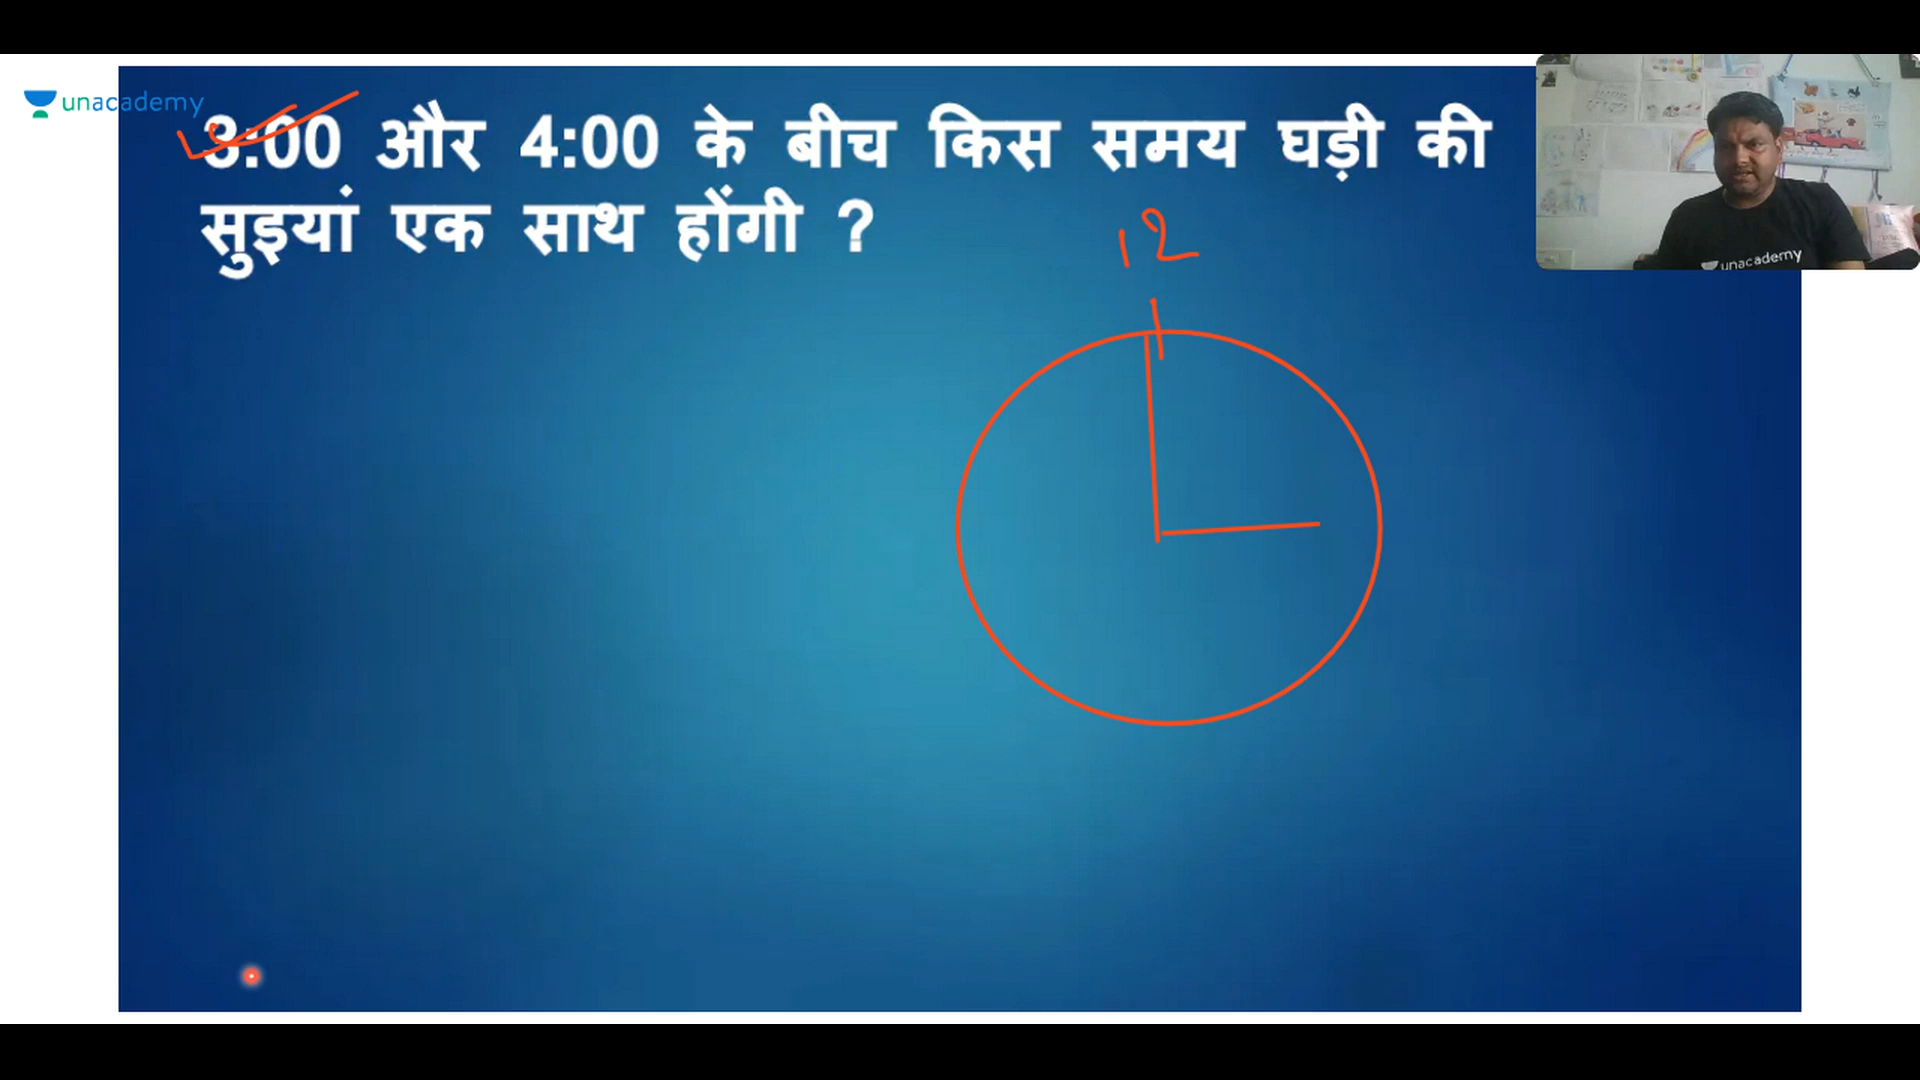 unacademy
3:00 और 4:00 के बीच किस समय घड़ी की
सुइयां एक साथ होंगी ?
12
unacademy